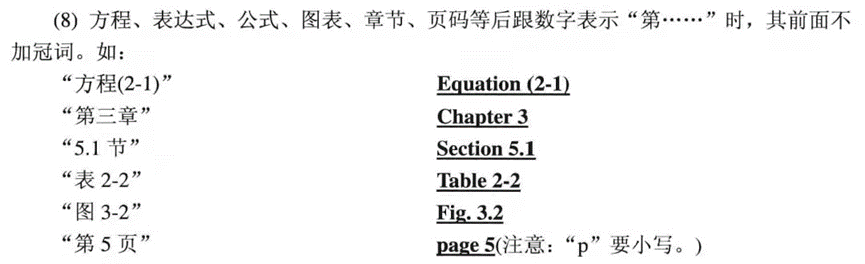 (8) 方程、表达式、公式、图表、章节、页码等后跟数字表示“第……”时，其前面不
加冠词。如：
“方程(2-1)” Equation (2-1)
“第三章” Chapter 3
“5.1 节” Section 5.1
“表 2-2” Table 2-2
“图 3-2” Fig. 3.2
“第 5 页” page 5(注意：“p”要小写。)